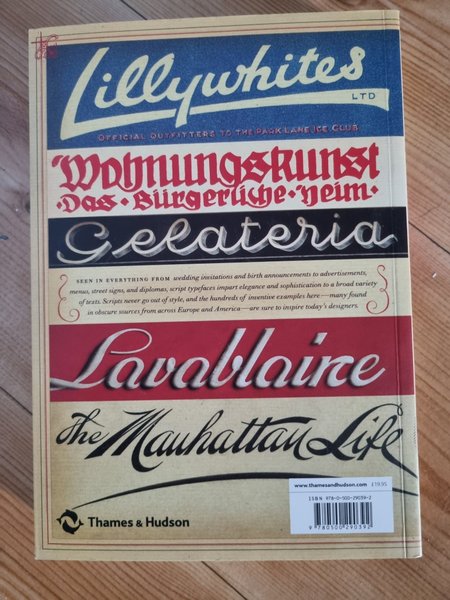 Lillywhites
LTD
OFFICIAL OUTFITTERS TO THE PARK LANE ICE CLUB
Wohnungskunst
·Das·Bürgerliche·Heim·
Gelateria
SEEN IN EVERYTHING FROM wedding invitations and birth announcements to advertisements,
menus, street signs, and diplomas, script typefaces impart elegance and sophistication to a broad variety
of texts. Scripts never go out of style, and the hundreds of inventive examples here—many found
in obscure sources from across Europe and America—are sure to inspire today's designers.
Lavablaine
The Manhattan Life
www.thamesandhudson.com £19.95
ISBN 978-0-500-29039-2
9 780500 290392
Thames & Hudson